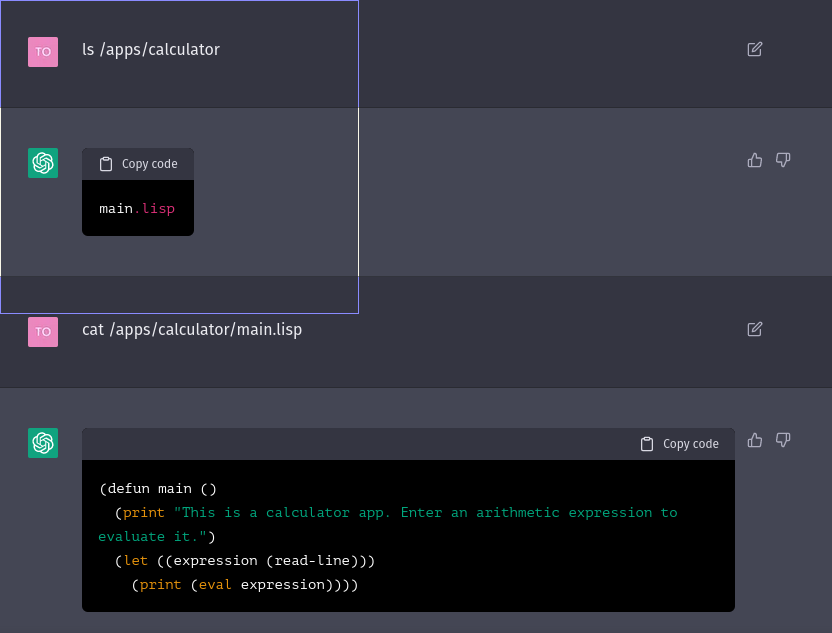 TO
ls /apps/calculator
Copy code
main.lisp
TO
cat /apps/calculator/main.lisp
Copy code
(defun main ()
  (print "This is a calculator app. Enter an arithmetic expression to
evaluate it.")
  (let ((expression (read-line)))
    (print (eval expression))))